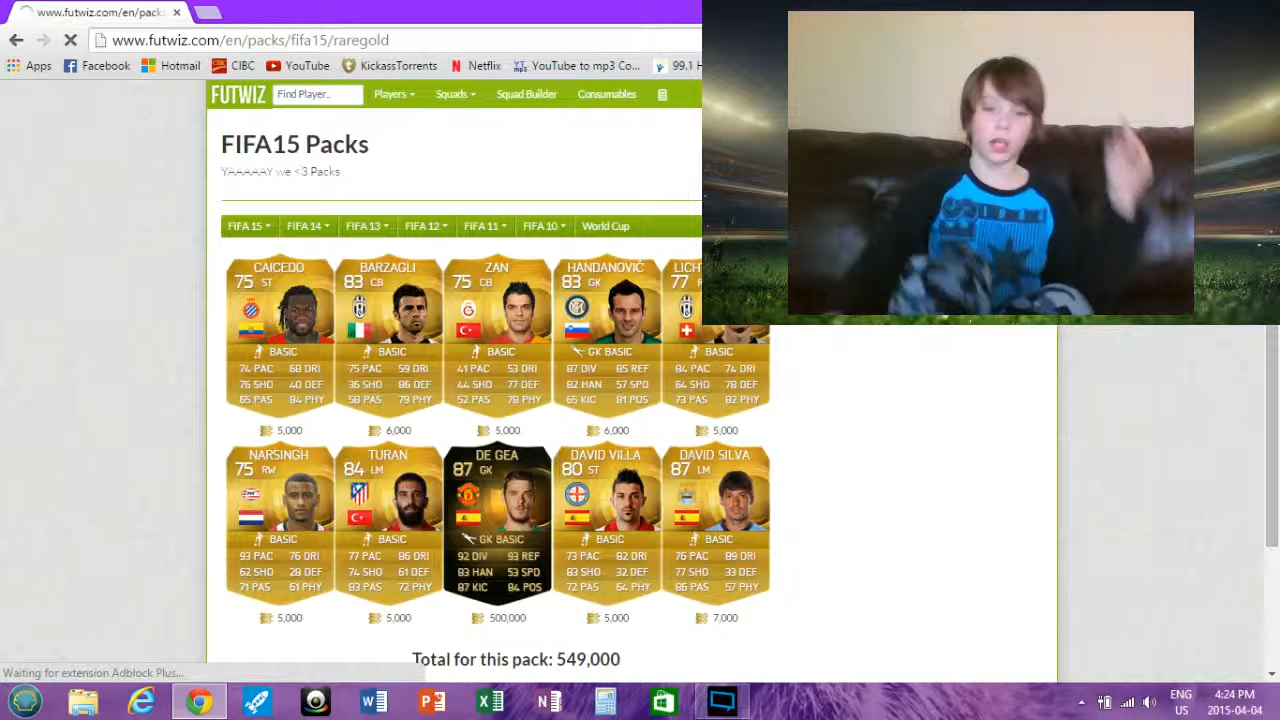 www.futwiz.com/en/packs
www.futwiz.com/en/packs/fifa15/raregold
Apps Facebook Hotmail CIBC YouTube KickassTorrents Netflix YouTube to mp3 Co... 99.1 H
FUTWIZ Find Player.. Players Squads Squad Builder Consumables
FIFA15 Packs
YAAAAAY we <3 Packs
FIFA 15 FIFA 14 FIFA 13 FIFA 12 FIFA 11 FIFA 10 World Cup
CAICEDO BARZAGLI ZAN HANDANOVIĆ LICHT
75 ST 83 CB 75 CB 83 GK 77
BASIC BASIC BASIC GK BASIC BASIC
74 PAC 68 DRI 75 PAC 59 DRI 41 PAC 53 DRI 87 DIV 85 REF 84 PAC 74 DRI
76 SHO 40 DEF 36 SHO 86 DEF 44 SHO 77 DEF 82 HAN 57 SPD 64 SHO 78 DEF
65 PAS 84 PHY 58 PAS 79 PHY 52 PAS 78 PHY 65 KIC 81 POS 73 PAS 82 PHY
5,000 6,000 5,000 6,000 5,000
NARSINGH TURAN DE GEA DAVID VILLA DAVID SILVA
75 RW 84 LM 87 GK 80 ST 87 LM
BASIC BASIC GK BASIC BASIC BASIC
93 PAC 76 DRI 77 PAC 86 DRI 92 DIV 93 REF 73 PAC 82 DRI 76 PAC 89 DRI
62 SHO 28 DEF 74 SHO 61 DEF 83 HAN 53 SPD 83 SHO 32 DEF 77 SHO 33 DEF
71 PAS 61 PHY 83 PAS 72 PHY 87 KIC 84 POS 72 PAS 64 PHY 86 PAS 57 PHY
5,000 5,000 500,000 5,000 7,000
Total for this pack: 549,000
Waiting for extension Adblock Plus...
ENG 4:24 PM
US 2015-04-04